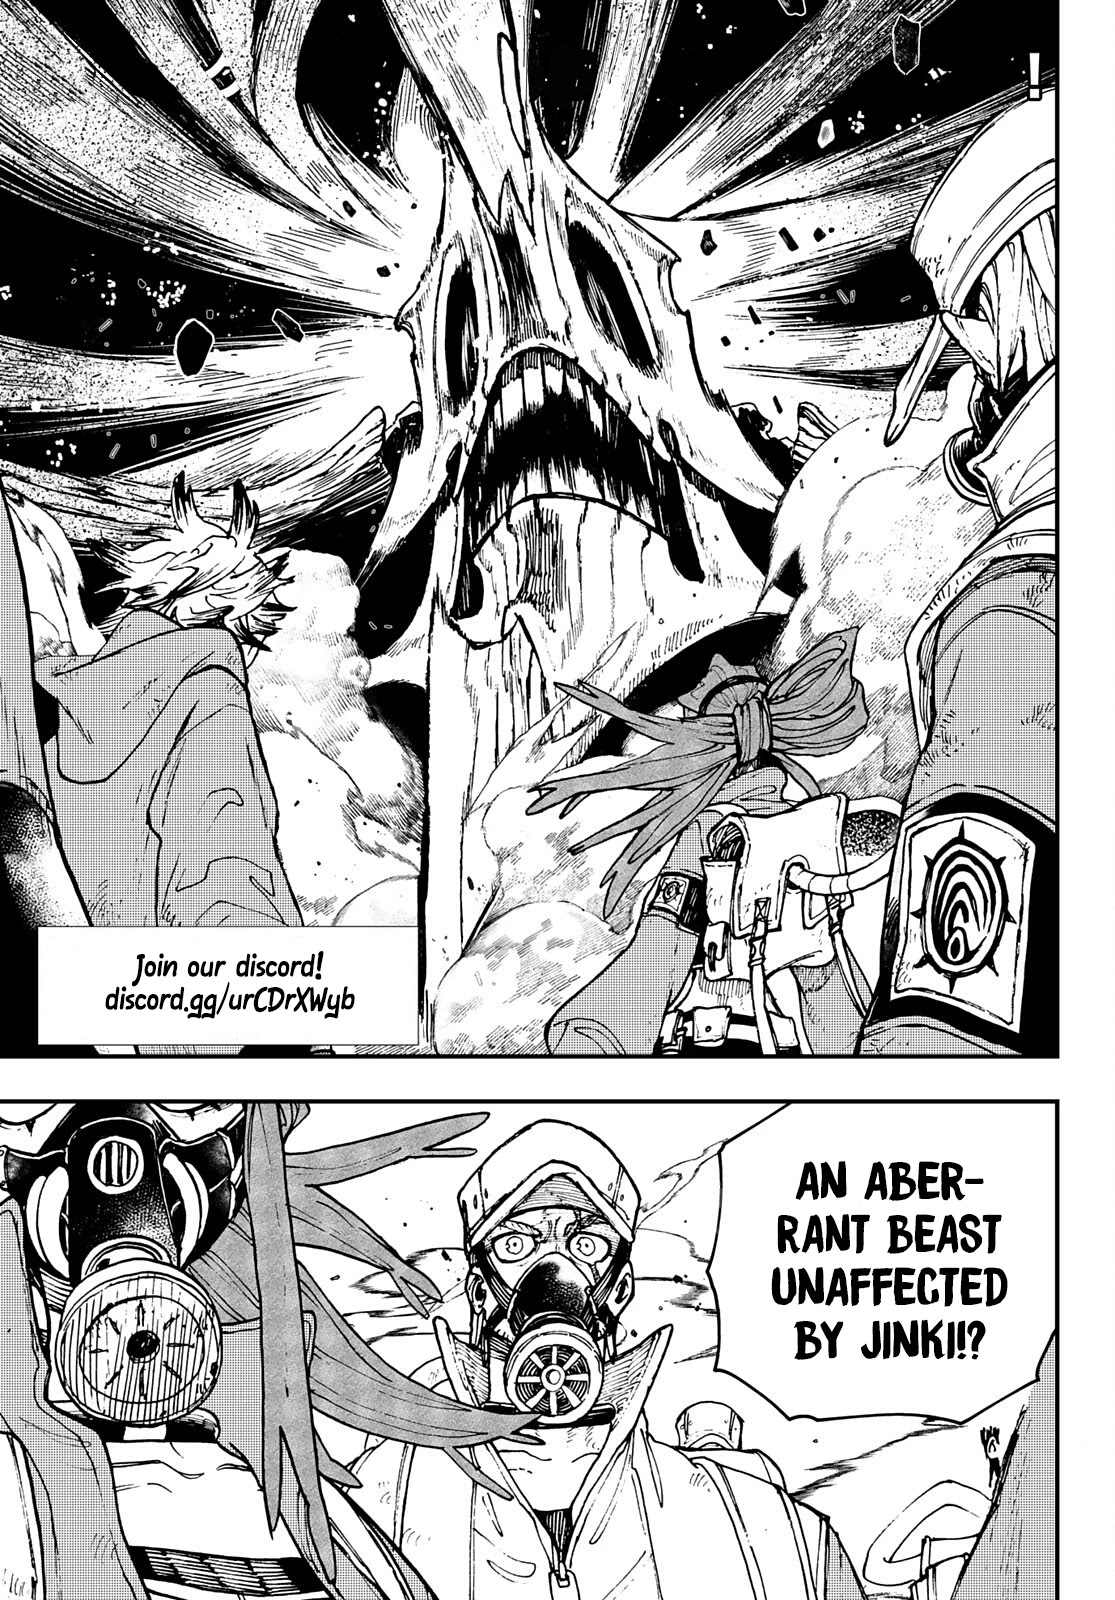 !
Join our discord!
discord.gg/urCDrXWyb
AN ABER-
RANT BEAST
UNAFFECTED
BY JINKI!?